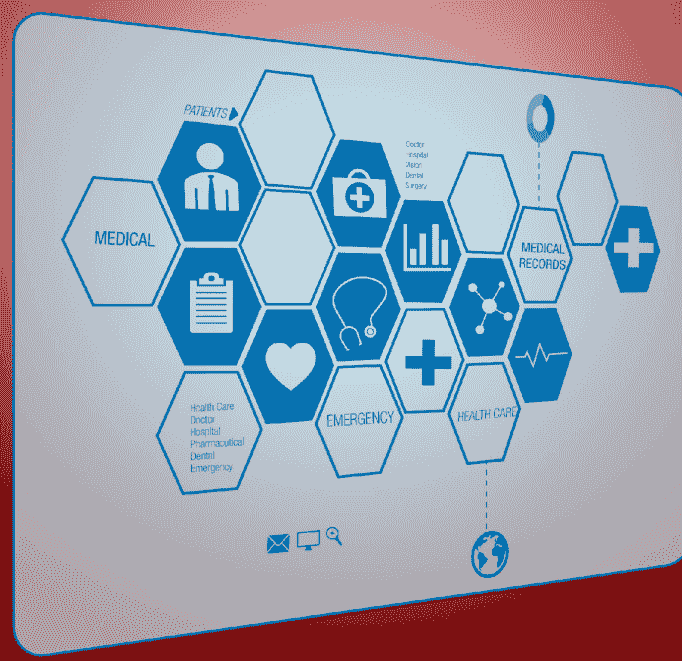 PATIENTS
Doctor
Hospital
Vision
Dental
Surgery
MEDICAL
MEDICAL
RECORDS
Health Care
Doctor
Hospital
Pharmaceutical
Dental
Emergency
EMERGENCY
HEALTH CARE